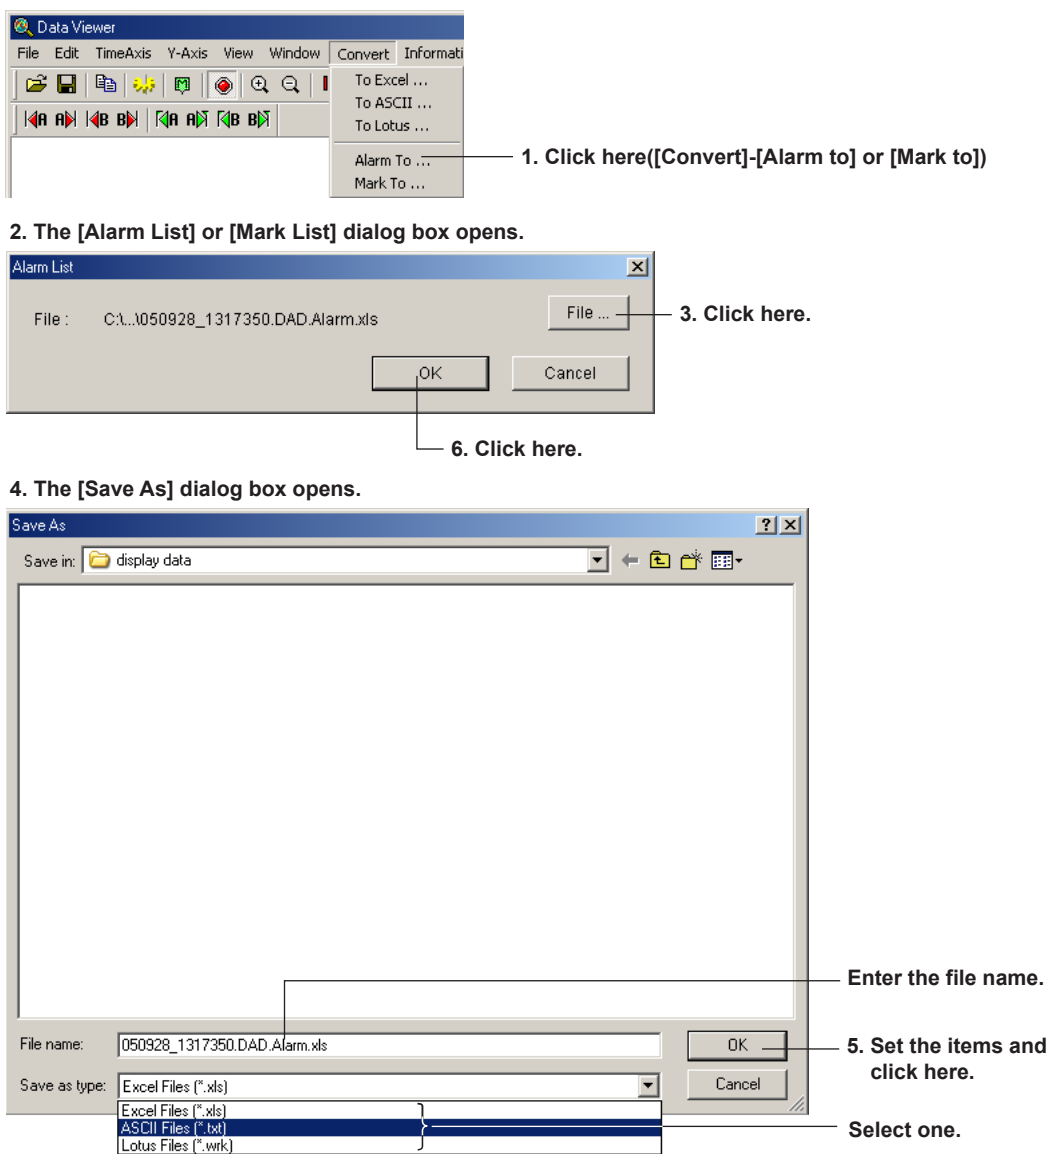 Data Viewer
File Edit TimeAxis Y-Axis View Window Convert Informati
To Excel ...
To ASCII ...
To Lotus ...
A A B B A A B B
Alarm To ...
Mark To ...
1. Click here([Convert]-[Alarm to] or [Mark to])
2. The [Alarm List] or [Mark List] dialog box opens.
Alarm List
File : C:\...\050928_1317350.DAD.Alarm.xls
File ...
3. Click here.
OK Cancel
6. Click here.
4. The [Save As] dialog box opens.
Save As
Save in: display data
Enter the file name.
File name: 050928_1317350.DAD.Alarm.xls
OK
5. Set the items and
click here.
Save as type: Excel Files (*.xls)
Cancel
Excel Files (*.xls)
ASCII Files (*.txt)
Lotus Files (*.wrk)
Select one.